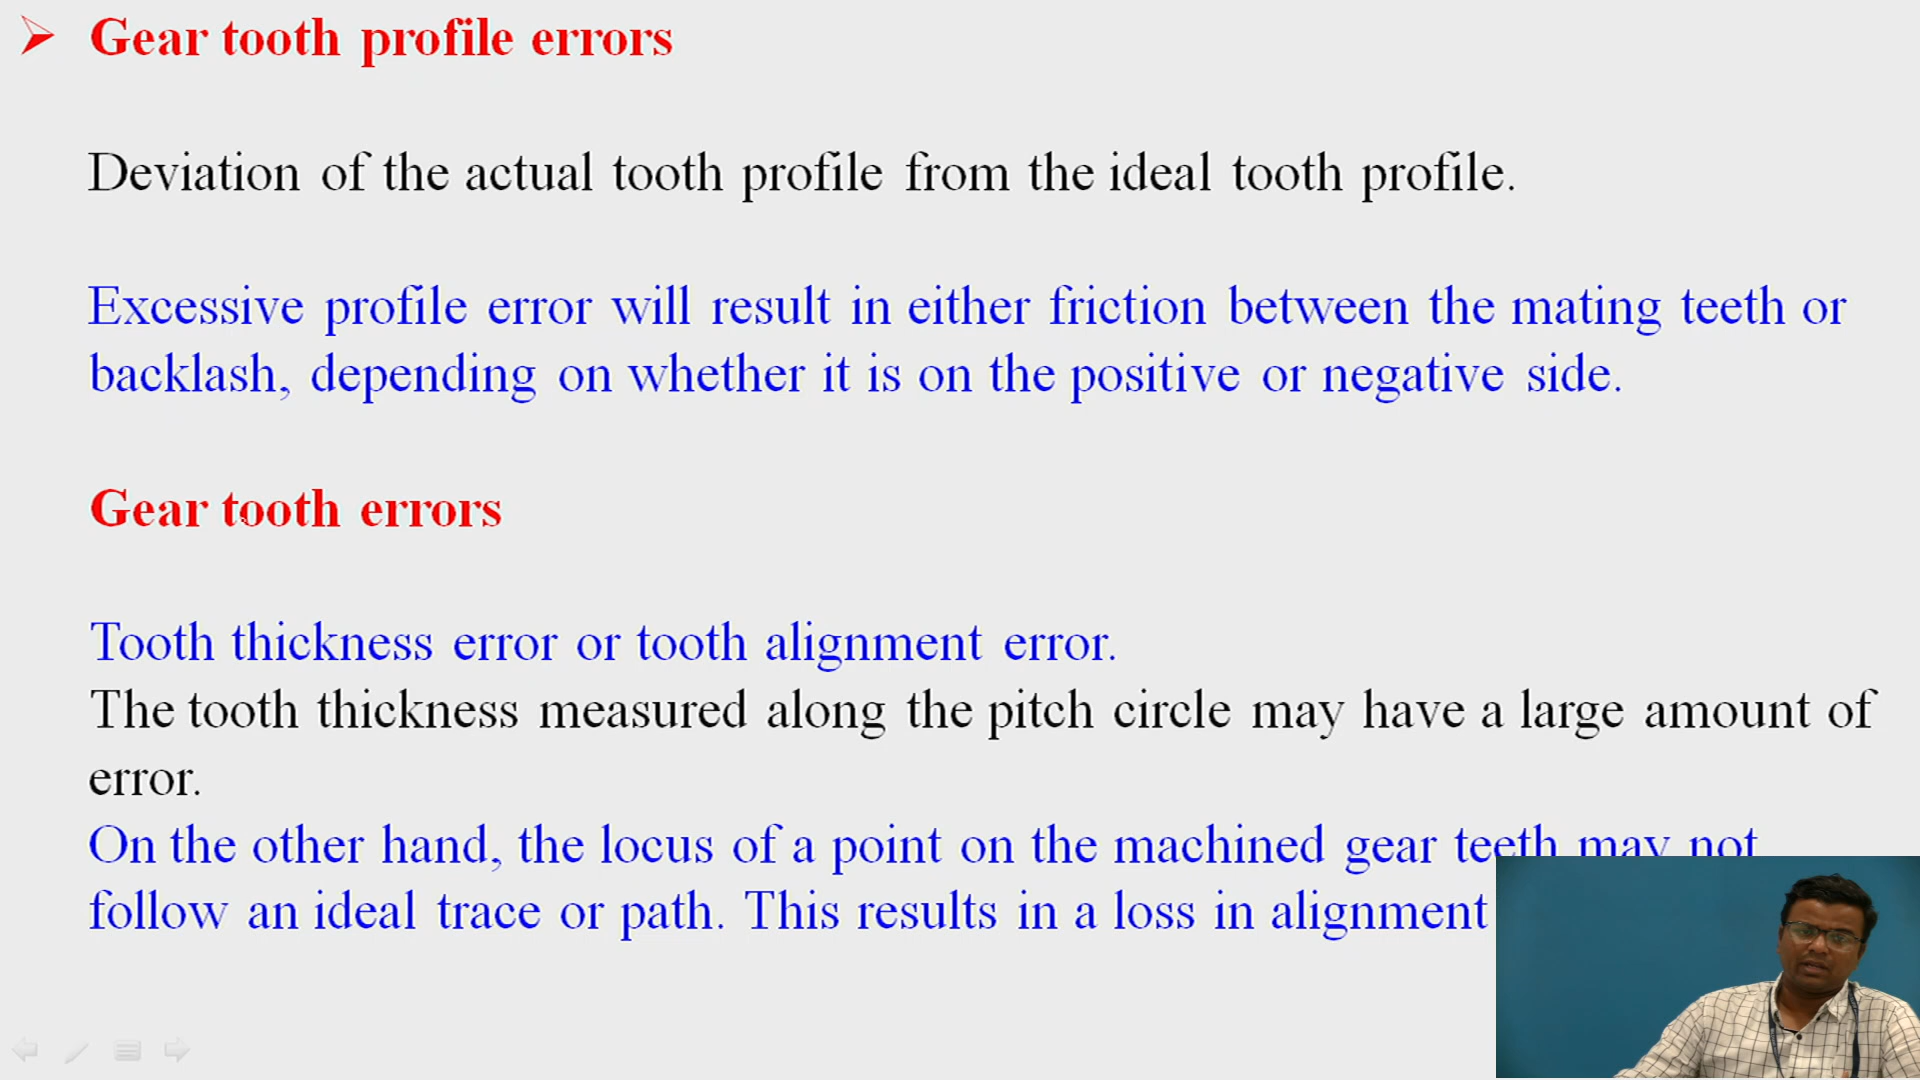 Gear tooth profile errors
Deviation of the actual tooth profile from the ideal tooth profile.
Excessive profile error will result in either friction between the mating teeth or
backlash, depending on whether it is on the positive or negative side.
Gear tooth errors
Tooth thickness error or tooth alignment error.
The tooth thickness measured along the pitch circle may have a large amount of
error.
On the other hand, the locus of a point on the machined gear teeth may not
follow an ideal trace or path. This results in a loss in alignment